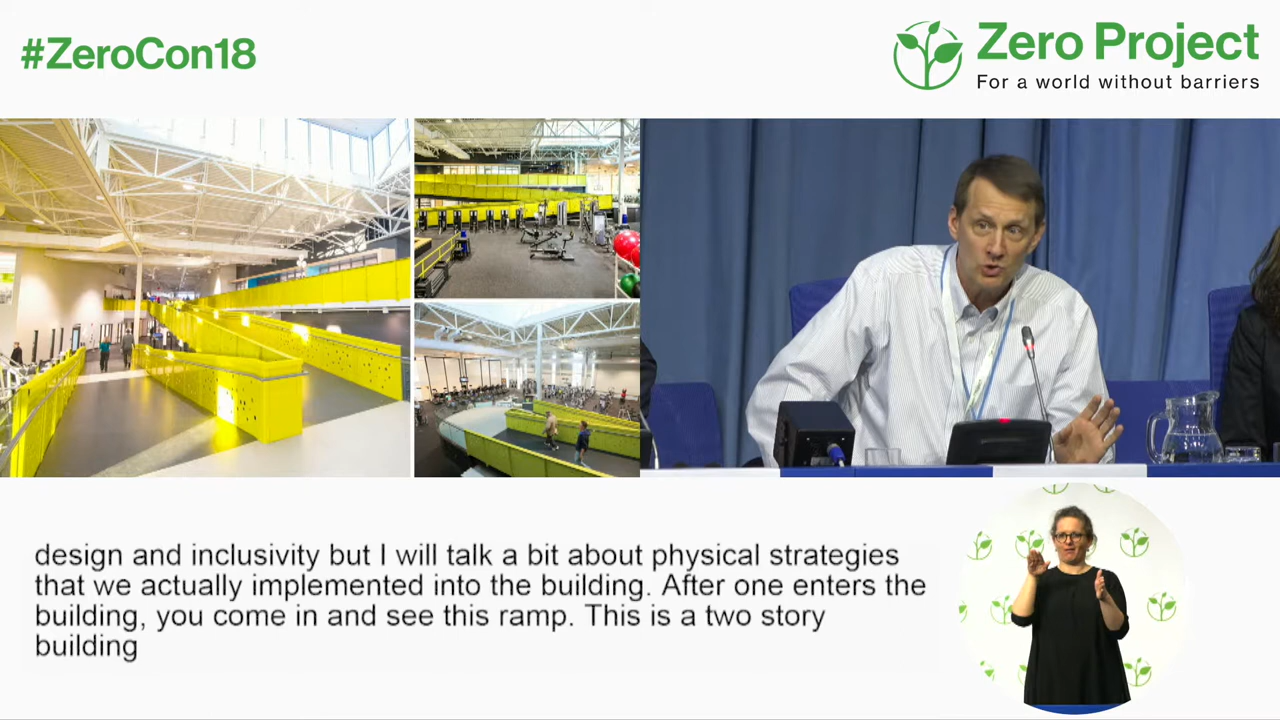 #ZeroCon18
Zero Project
For a world without barriers
design and inclusivity but I will talk a bit about physical strategies
that we actually implemented into the building. After one enters the
building, you come in and see this ramp. This is a two story
building